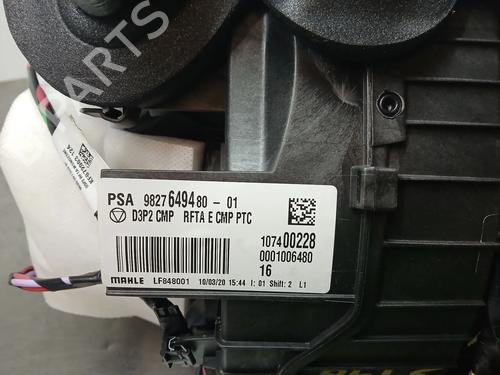 PSA 9827649480-01
D3P2 CMP RFTA E CMP PTC
107400228
0001006480
16
MAHLE LF848001 10/03/20 15:44 I: 01 Shift: 2 L1